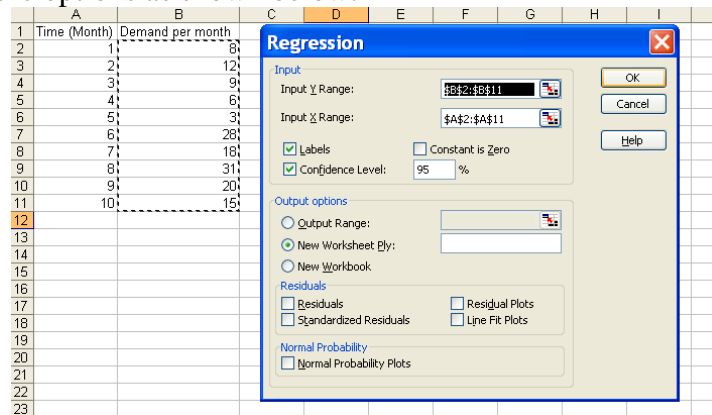 A B C D E F G H I
1 Time (Month) Demand per month
2 1 8
3 2 12
4 3 9
5 4 6
6 5 3
7 6 28
8 7 18
9 8 31
10 9 20
11 10 15
12
13
14
15
16
17
18
19
20
21
22
23
Regression
Input
Input Y Range: $B$2:$B$11
Input X Range: $A$2:$A$11
Labels Constant is Zero
Confidence Level: 95 %
OK
Cancel
Help
Output options
Output Range:
New Worksheet Ply:
New Workbook
Residuals
Residuals Residual Plots
Standardized Residuals Line Fit Plots
Normal Probability
Normal Probability Plots